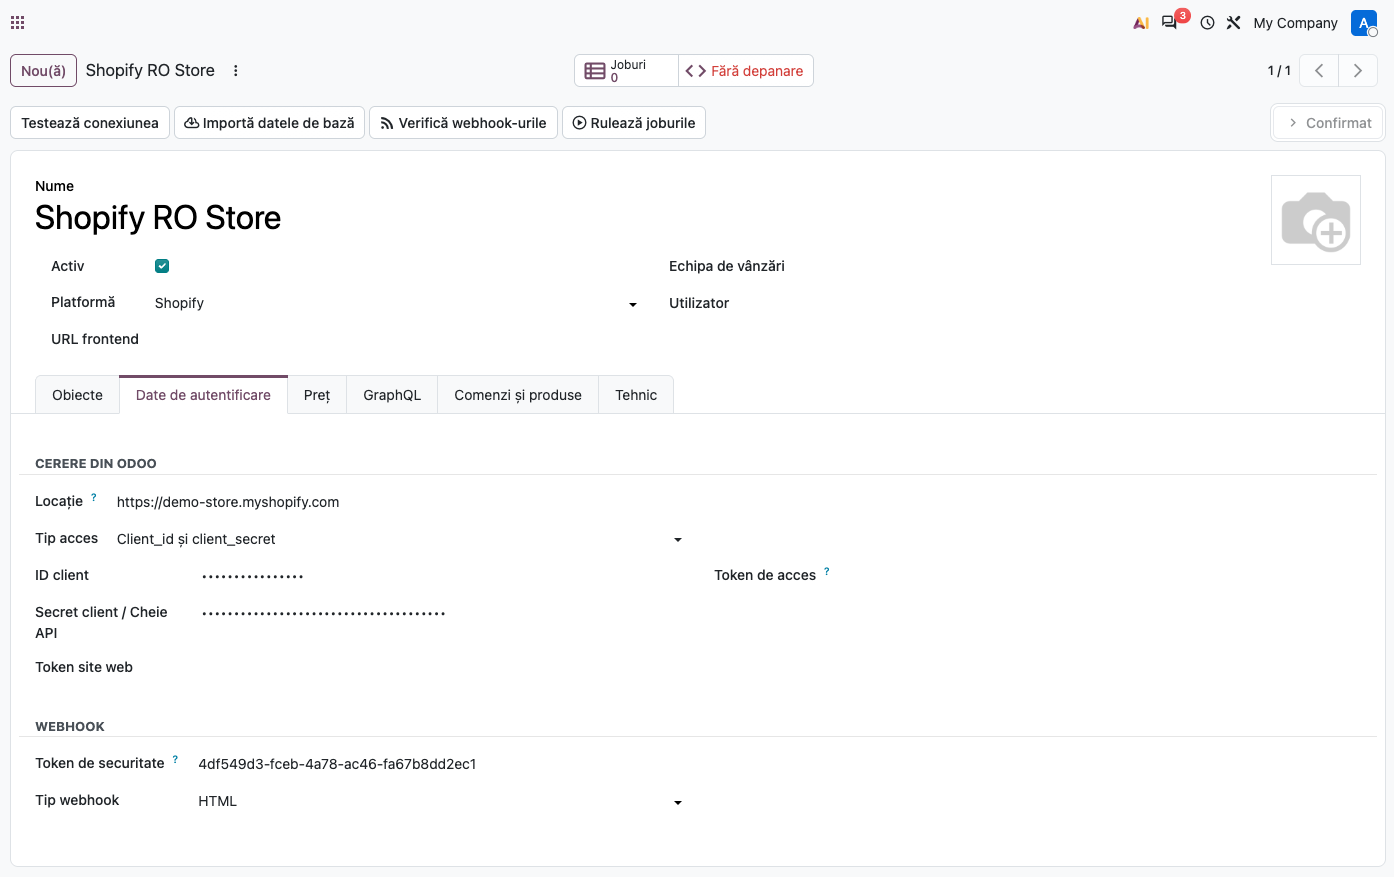 AI
3
My Company
A
Nou(ă)
Shopify RO Store
Joburi
0
Fără depanare
1 / 1
Testează conexiunea
Importă datele de bază
Verifică webhook-urile
Rulează joburile
Confirmat
Nume
Shopify RO Store
Activ
Echipa de vânzări
Platformă
Shopify
Utilizator
URL frontend
Obiecte
Date de autentificare
Preț
GraphQL
Comenzi și produse
Tehnic
CERERE DIN ODOO
Locație ?
https://demo-store.myshopify.com
Tip acces
Client_id și client_secret
ID client
••••••••••••••••
Token de acces ?
Secret client / Cheie
API
••••••••••••••••••••••••••••••••••••••
Token site web
WEBHOOK
Token de securitate ?
4df549d3-fceb-4a78-ac46-fa67b8dd2ec1
Tip webhook
HTML